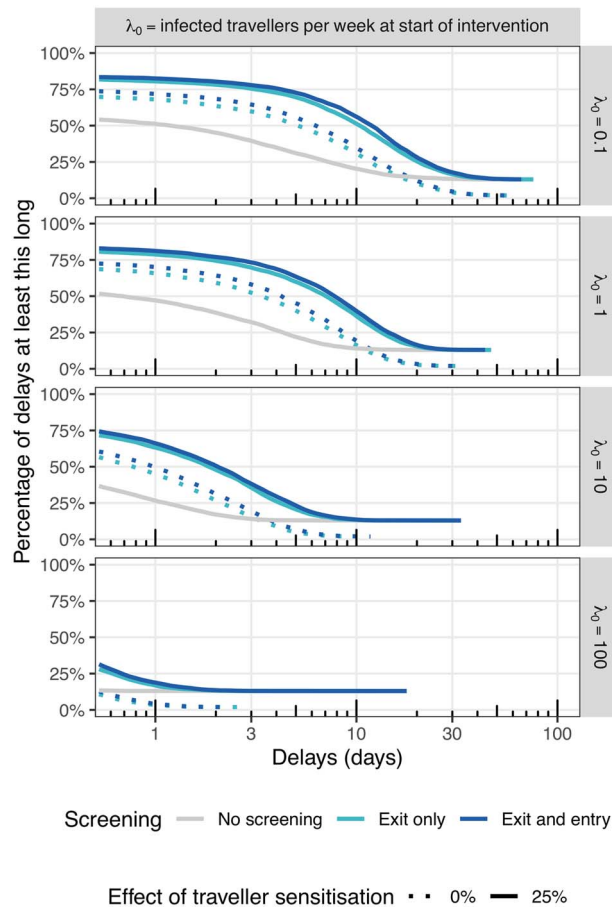 λ₀ = infected travellers per week at start of intervention
Percentage of delays at least this long
100%
75%
50%
25%
0%
λ₀ = 0.1
100%
75%
50%
25%
0%
λ₀ = 1
100%
75%
50%
25%
0%
λ₀ = 10
100%
75%
50%
25%
0%
λ₀ = 100
1 3 10 30 100
Delays (days)
Screening No screening Exit only Exit and entry
Effect of traveller sensitisation 0% 25%